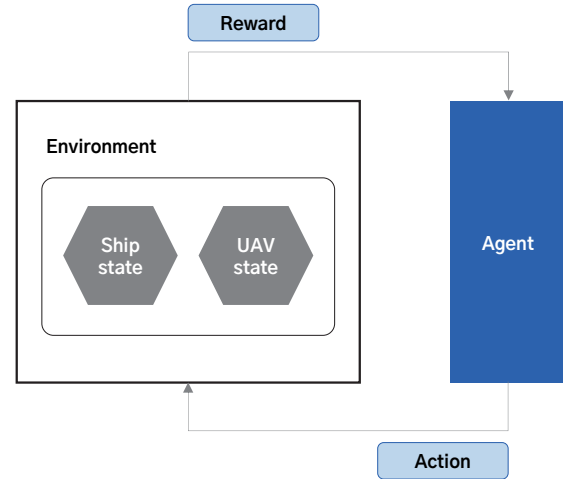 Reward
Environment
Ship
state
UAV
state
Agent
Action